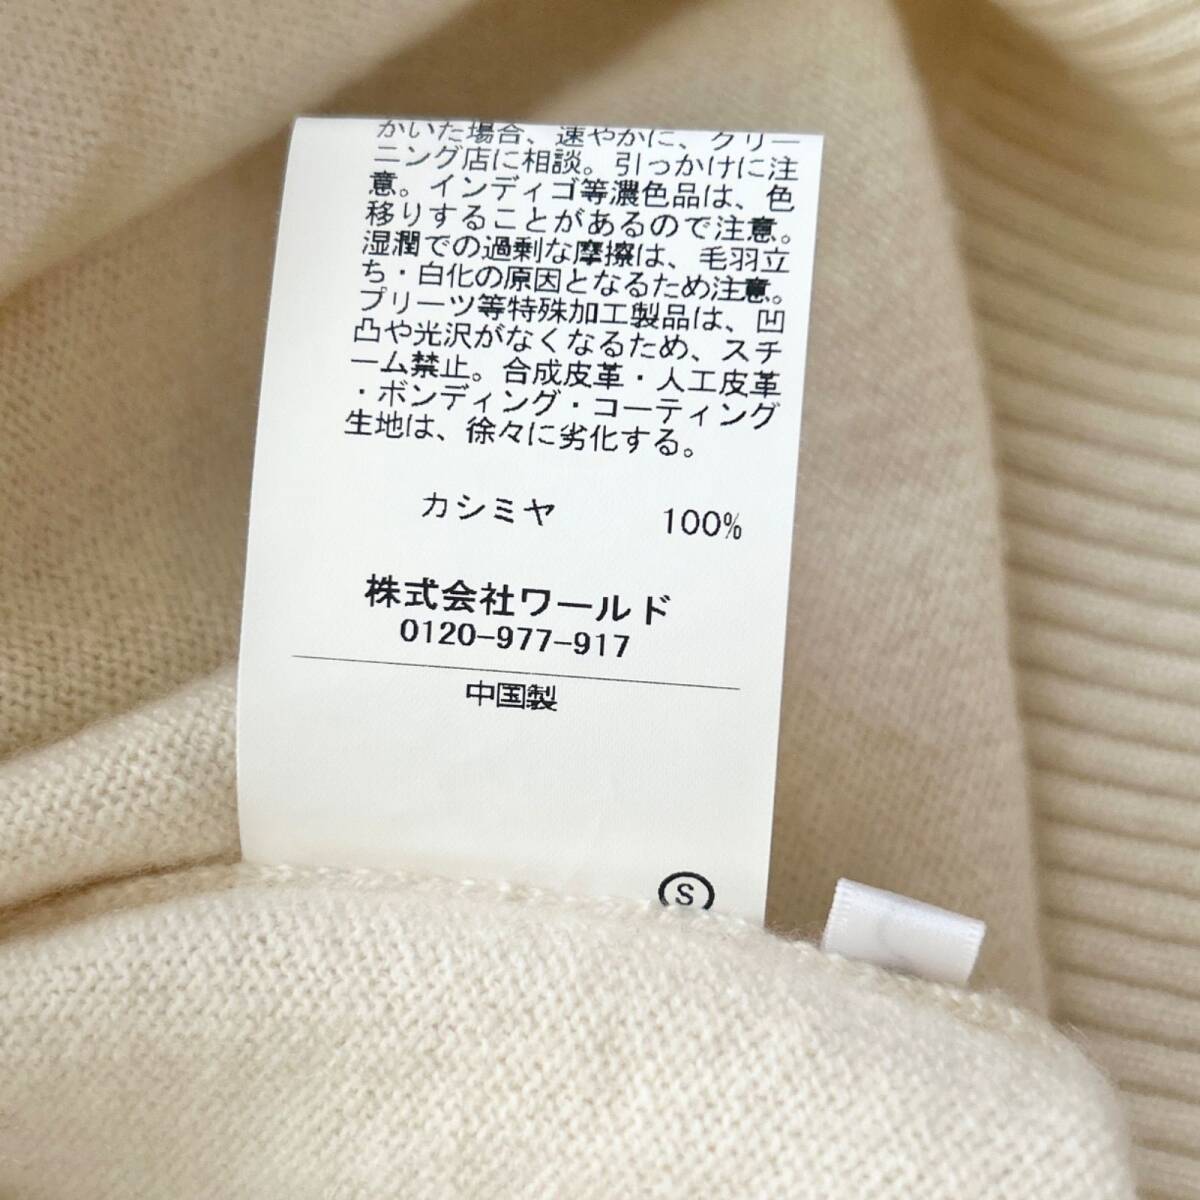 かいた場合、速やかに、クリー
ニング店に相談。引っかけに注
意。インディゴ等濃色品は、色
移りすることがあるので注意。
湿潤での過剰な摩擦は、毛羽立
ち・白化の原因となるため注意。
プリーツ等特殊加工製品は、凹
凸や光沢がなくなるため、スチ
ーム禁止。合成皮革・人工皮革
・ボンディング・コーティング
生地は、徐々に劣化する。
カシミヤ 100%
株式会社ワールド
0120-977-917
中国製
S